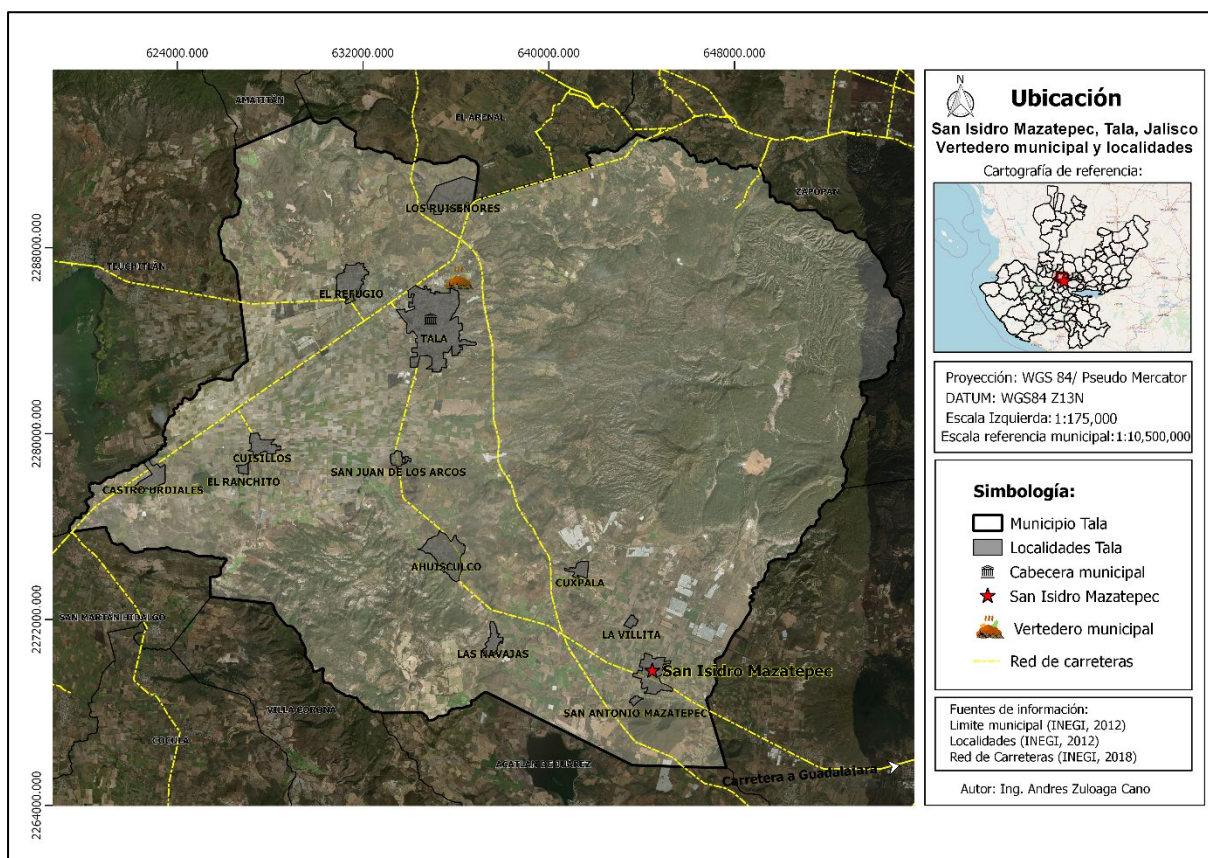 624000.000
632000.000
640000.000
648000.000
2288000.000
2280000.000
2272000.000
2264000.000
AMATITÁN
EL ARENAL
ZAPOPAN
LOS RUISEÑORES
TEUCHITLÁN
EL REFUGIO
TALA
CUISILLOS
EL RANCHITO
SAN JUAN DE LOS ARCOS
CASTRO URDIALES
AHUISCULCO
CUXPALA
SAN MARTÍN HIDALGO
LA VILLITA
LAS NAVAJAS
San Isidro Mazatepec
SAN ANTONIO MAZATEPEC
VILLA CORONA
COCULA
ACATLÁN DE JUÁREZ
Carretera a Guadalajara
N
Ubicación
San Isidro Mazatepec, Tala, Jalisco
Vertedero municipal y localidades
Cartografía de referencia:
Proyección: WGS 84/ Pseudo Mercator
DATUM: WGS84 Z13N
Escala Izquierda: 1:175,000
Escala referencia municipal: 1:10,500,000
Simbología:
Municipio Tala
Localidades Tala
Cabecera municipal
San Isidro Mazatepec
Vertedero municipal
Red de carreteras
Fuentes de información:
Limite municipal (INEGI, 2012)
Localidades (INEGI, 2012)
Red de Carreteras (INEGI, 2018)
Autor: Ing. Andres Zuloaga Cano